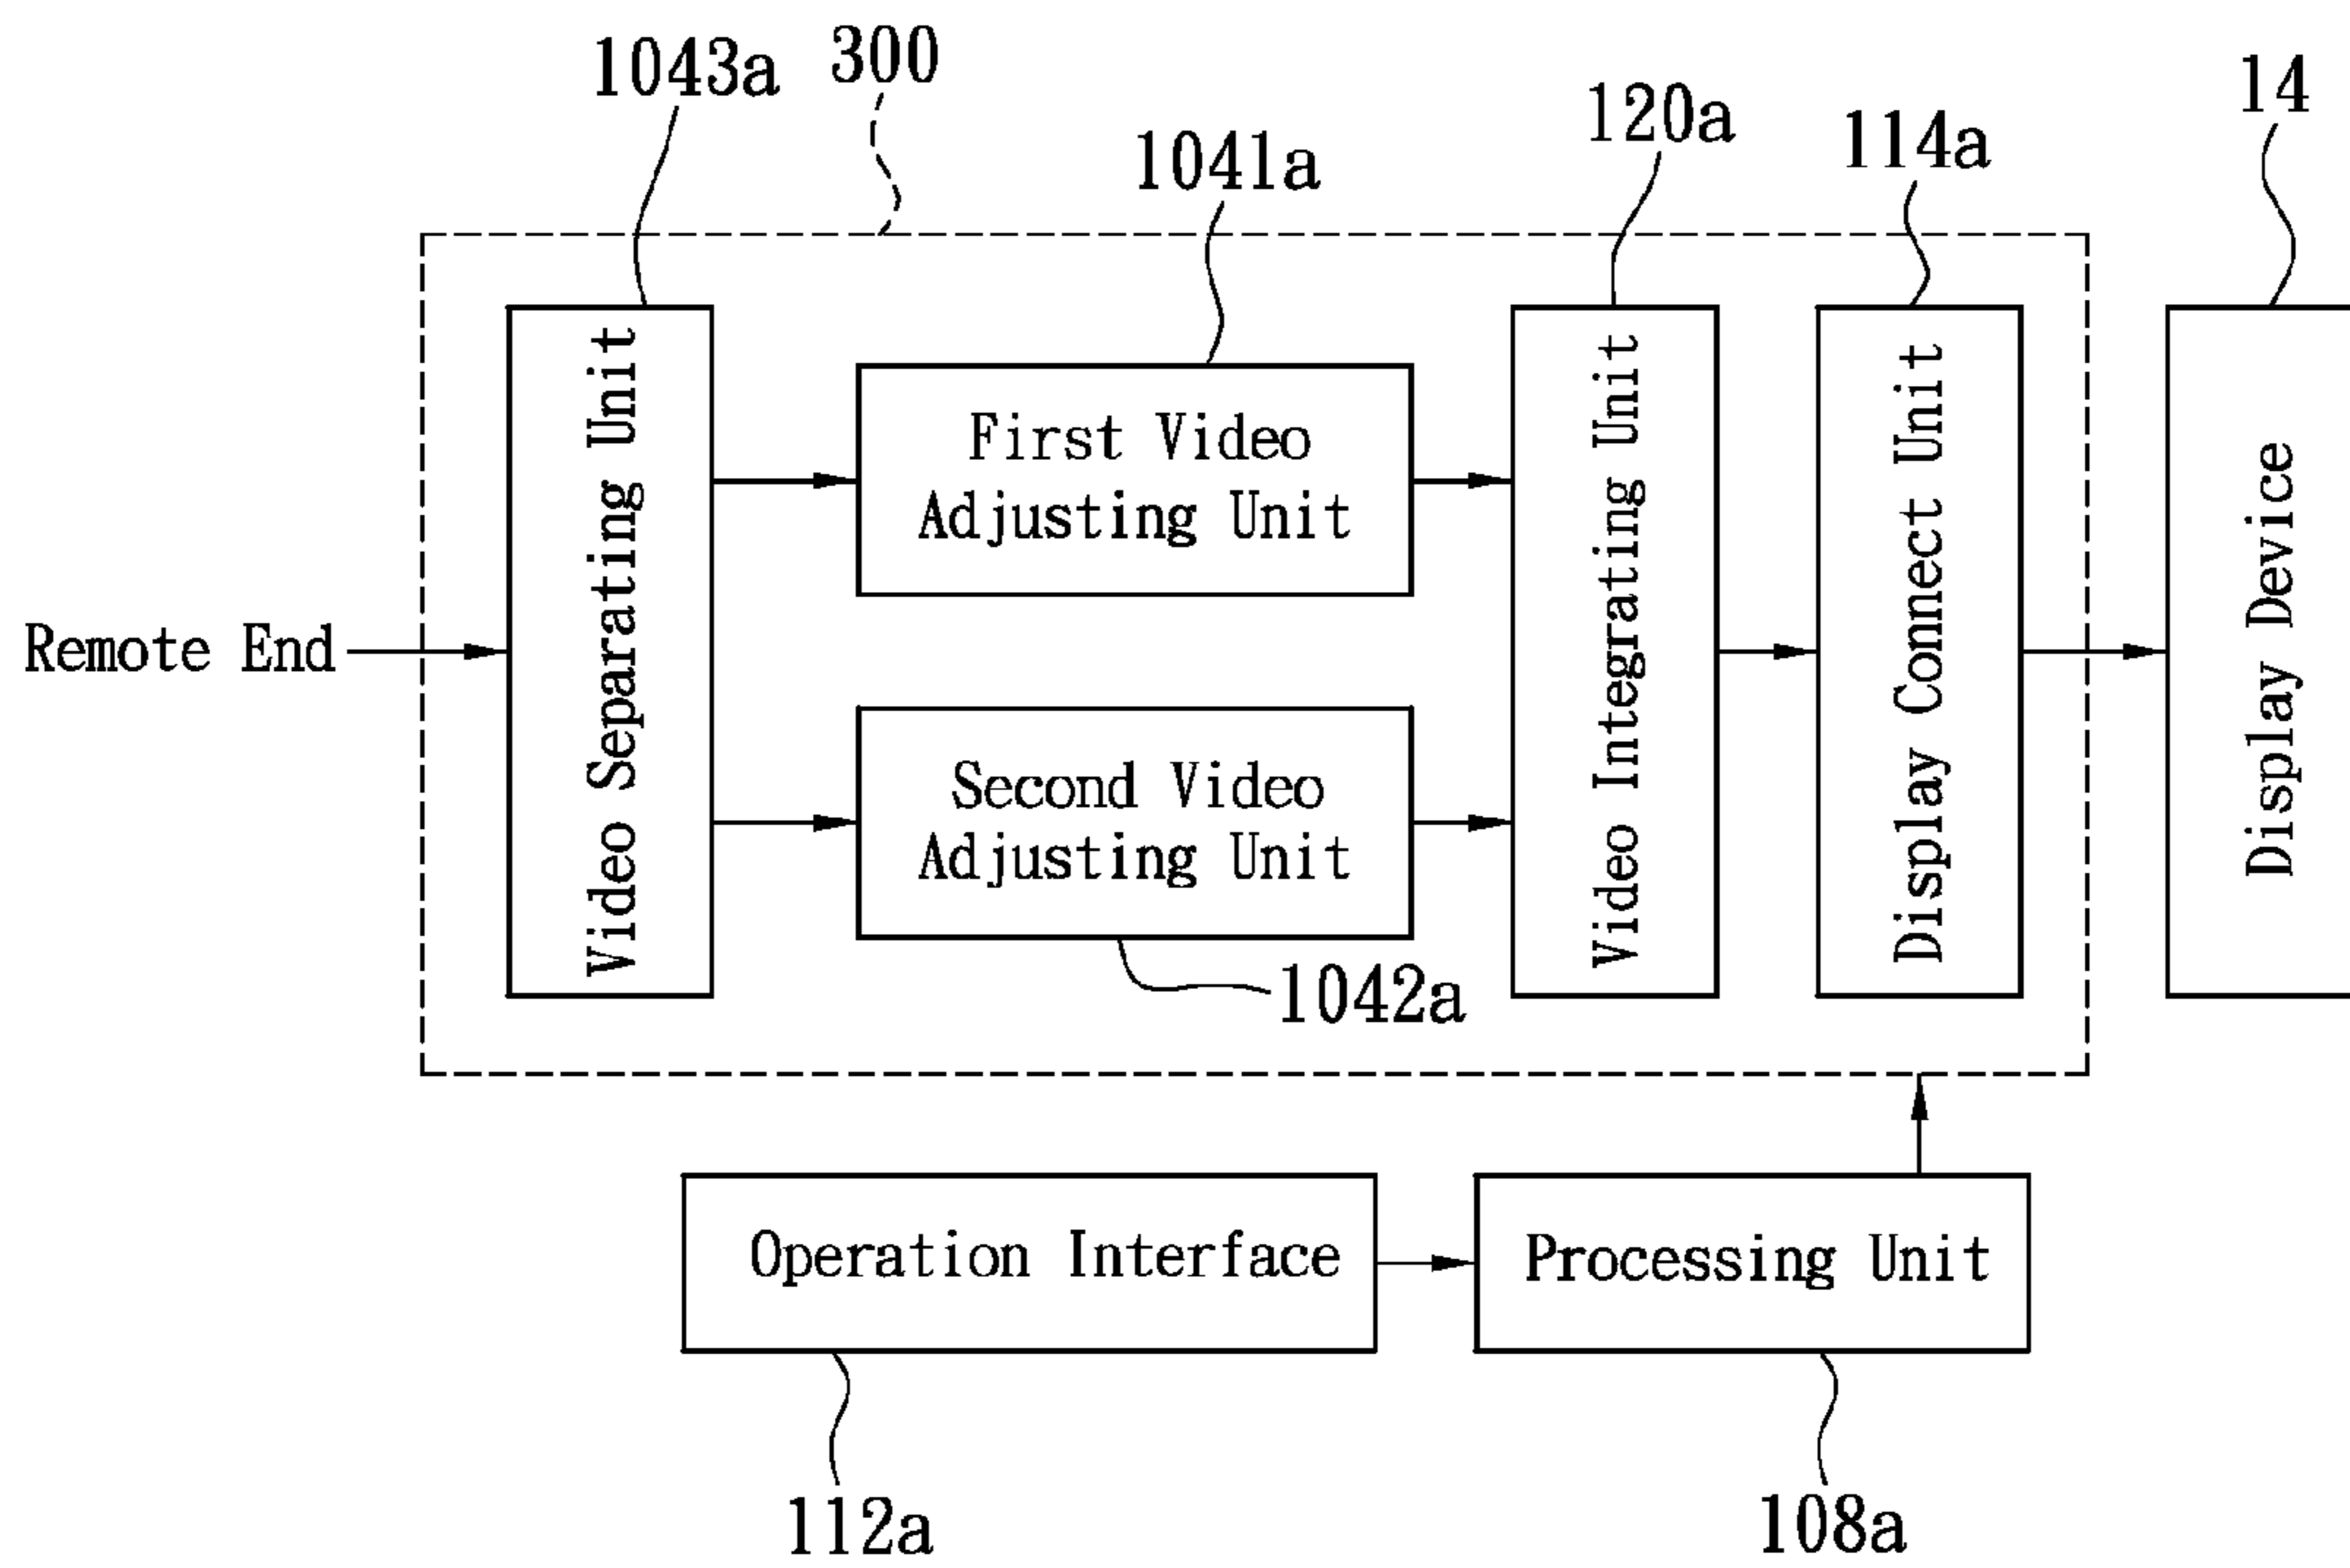 300
1043a
14
120a
114a
1041a
Video Separating Unit
First Video
Adjusting Unit
Video Integrating Unit
Display Connect Unit
Display Device
Remote End
Second Video
Adjusting Unit
1042a
Operation Interface
Processing Unit
112a
108a